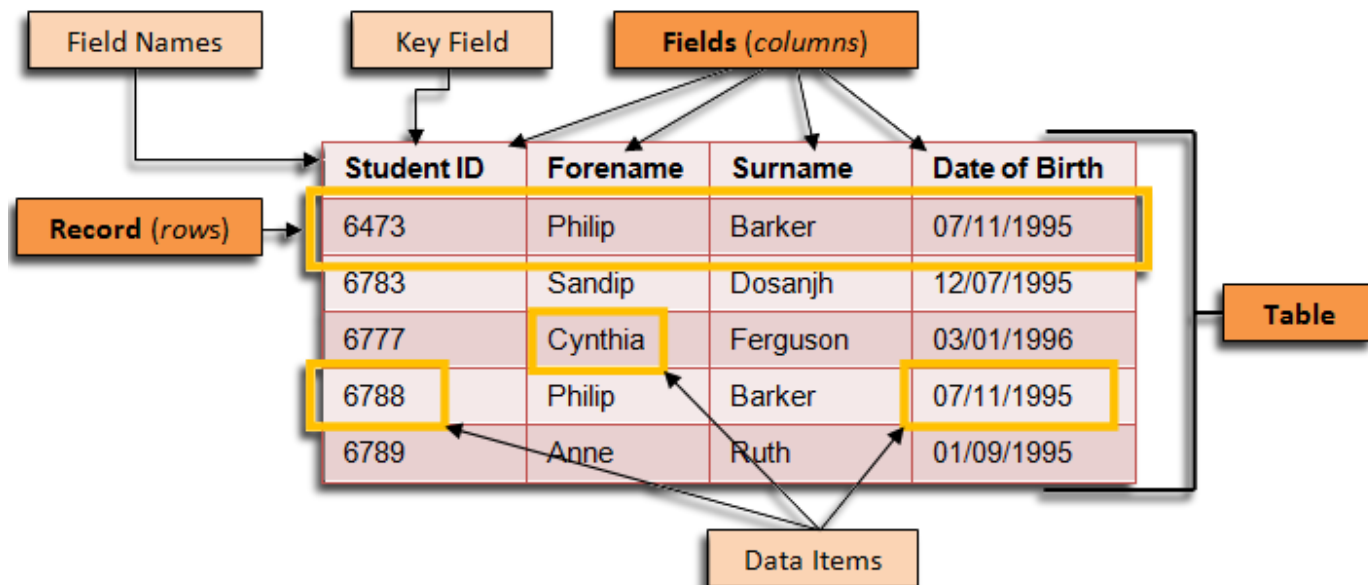 Field Names
Key Field
Fields (columns)
Student ID Forename Surname Date of Birth
Record (rows)
6473 Philip Barker 07/11/1995
6783 Sandip Dosanjh 12/07/1995
Table
6777 Cynthia Ferguson 03/01/1996
6788 Philip Barker 07/11/1995
6789 Anne Ruth 01/09/1995
Data Items